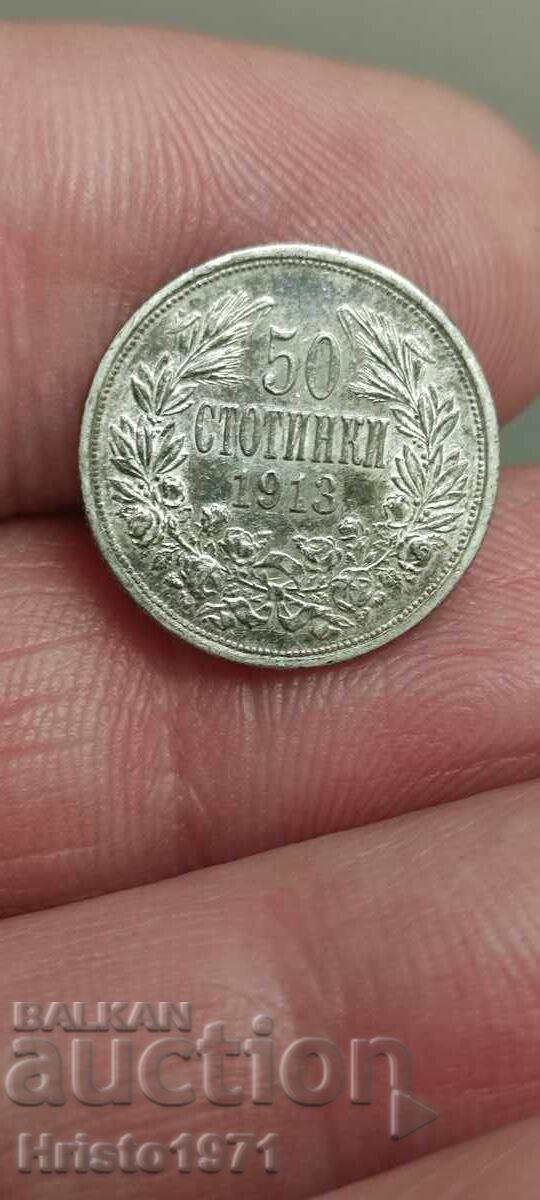 50
СТОТИНКИ
1913
BALKAN
auction
Hristo1971